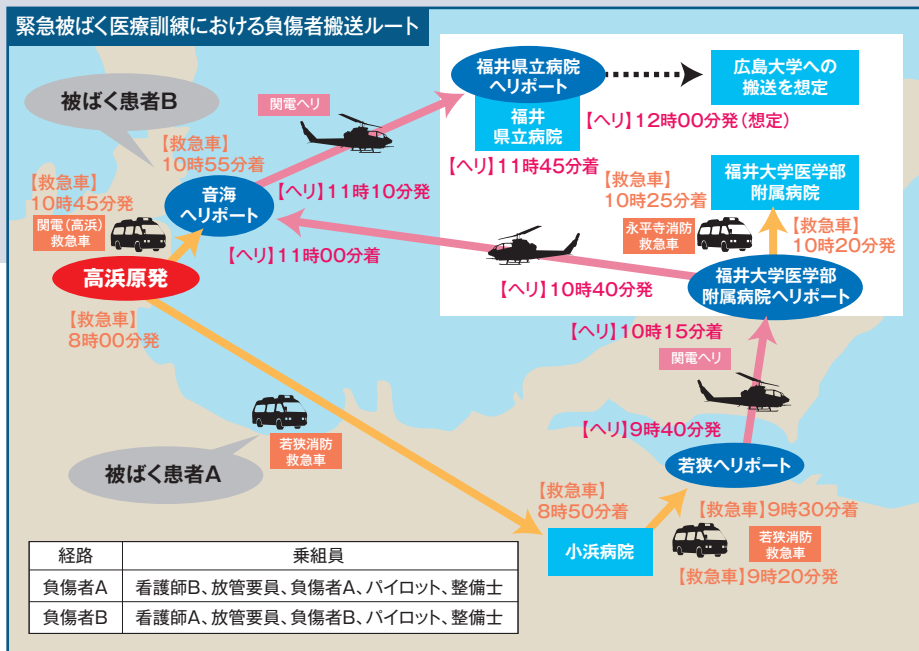 緊急被ばく医療訓練における負傷者搬送ルート
福井県立病院
ヘリポート
広島大学への
搬送を想定
関電ヘリ
被ばく患者B
福井
県立病院
【ヘリ】12時00分発(想定)
【救急車】
10時55分着
【ヘリ】11時45分着
【救急車】
10時45分発
【ヘリ】11時10分発
【救急車】
10時25分着
福井大学医学部
附属病院
音海
ヘリポート
関電(高浜)
救急車
永平寺消防
救急車
【救急車】
10時20分発
【ヘリ】11時00分着
高浜原発
【ヘリ】10時40分発
福井大学医学部
附属病院ヘリポート
【救急車】
8時00分発
【ヘリ】10時15分着
関電ヘリ
【ヘリ】9時40分発
若狭消防
救急車
被ばく患者A
若狭ヘリポート
【救急車】
8時50分着
【救急車】9時30分着
小浜病院
若狭消防
救急車
【救急車】9時20分発
経路 乗組員
負傷者A 看護師B、放管要員、負傷者A、パイロット、整備士
負傷者B 看護師A、放管要員、負傷者B、パイロット、整備士